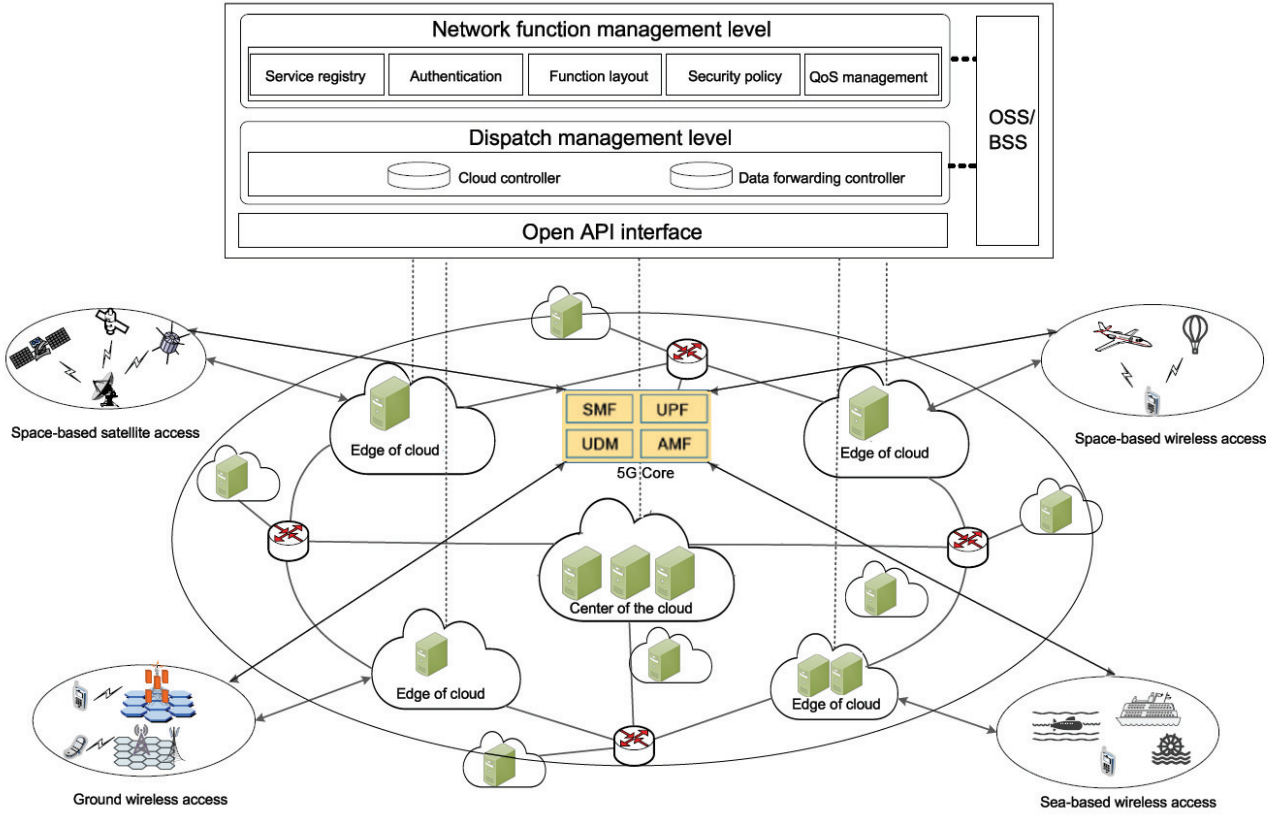 Network function management level
Service registry
Authentication
Function layout
Security policy
QoS management
OSS/
BSS
Dispatch management level
Cloud controller
Data forwarding controller
Open API interface
Space-based satellite access
Edge of cloud
SMF
UPF
UDM
AMF
5G Core
Edge of cloud
Space-based wireless access
Center of the cloud
Edge of cloud
Edge of cloud
Ground wireless access
Sea-based wireless access